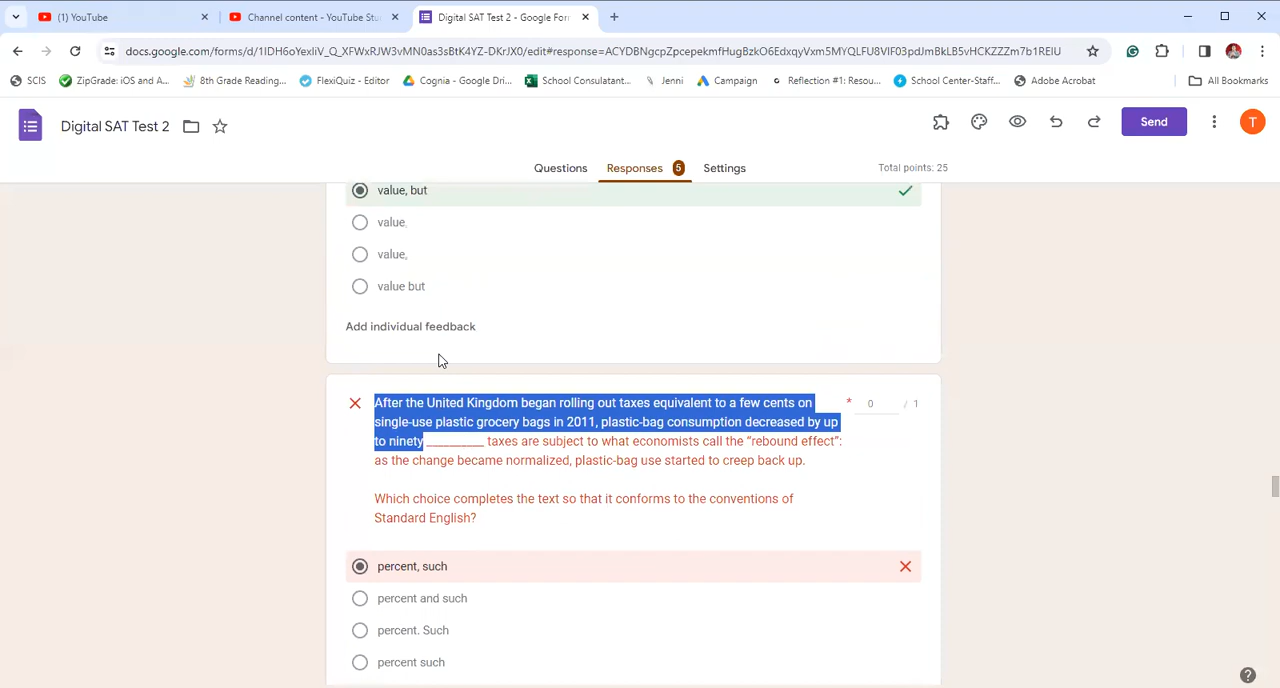 (1) YouTube
Channel content - YouTube Stu
Digital SAT Test 2 - Google For
docs.google.com/forms/d/1IDH6oYexIiV_Q_XFWxRJW3vMN0as3sBtK4YZ-DKrJX0/edit#response=ACYDBNgcpZpcepekmfHugBzkO6EdxqyVxm5MYQLFU8VIF03pdJmBkLB5vHCKZZZm7b1REIU
SCIS
ZipGrade: iOS and A...
8th Grade Reading...
FlexiQuiz - Editor
Cognia - Google Dri...
School Consulatant...
Jenni
Campaign
Reflection #1: Resou...
School Center-Staff...
Adobe Acrobat
All Bookmarks
Digital SAT Test 2
Send
T
Questions
Responses 5
Settings
Total points: 25
value, but
value.
value,
value but
Add individual feedback
After the United Kingdom began rolling out taxes equivalent to a few cents on * 0 / 1
single-use plastic grocery bags in 2011, plastic-bag consumption decreased by up
to ninety __________ taxes are subject to what economists call the “rebound effect”:
as the change became normalized, plastic-bag use started to creep back up.
Which choice completes the text so that it conforms to the conventions of
Standard English?
percent, such
percent and such
percent. Such
percent such